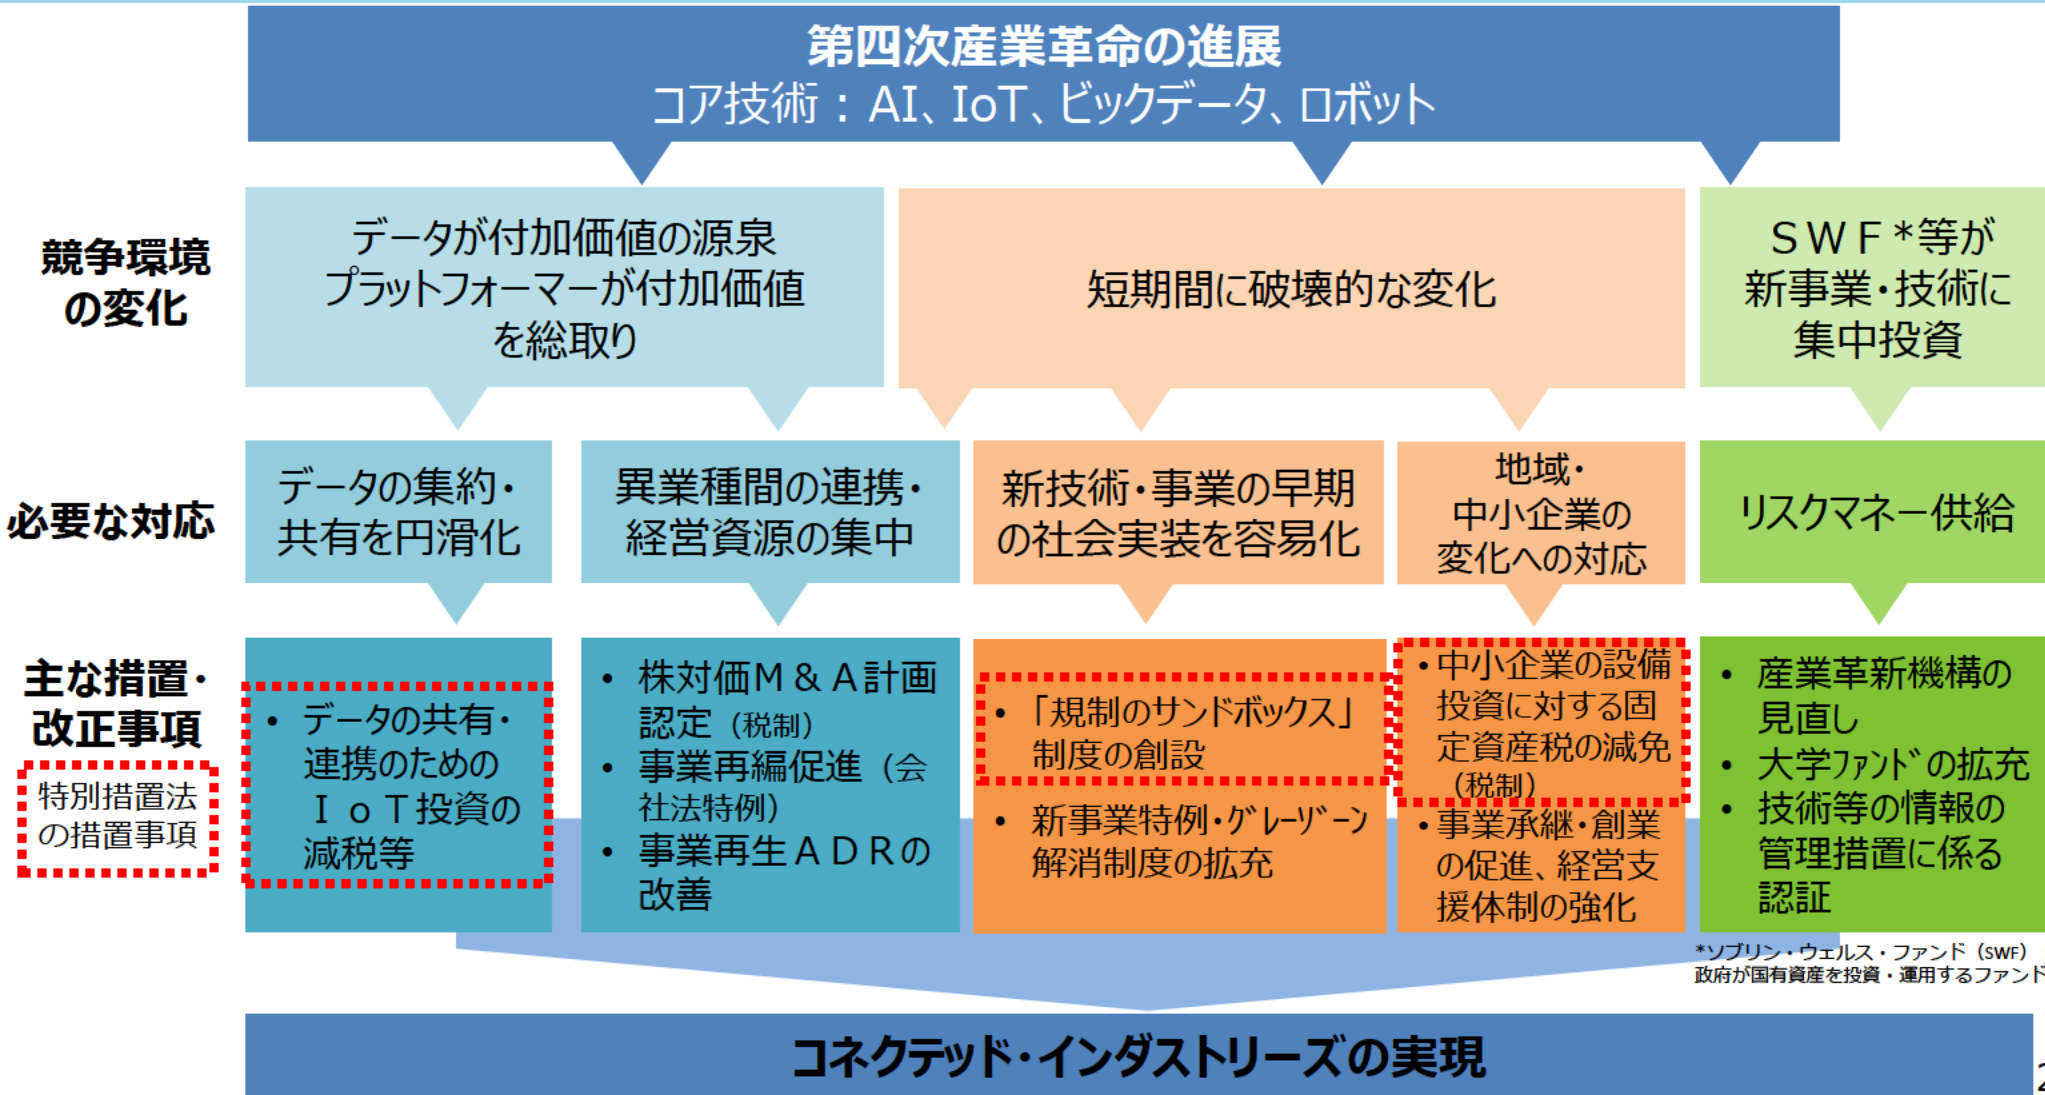 第四次産業革命の進展
コア技術：AI、IoT、ビックデータ、ロボット
競争環境
の変化
データが付加価値の源泉
プラットフォーマーが付加価値
を総取り
短期間に破壊的な変化
ＳＷＦ*等が
新事業・技術に
集中投資
必要な対応
データの集約・
共有を円滑化
異業種間の連携・
経営資源の集中
新技術・事業の早期
の社会実装を容易化
地域・
中小企業の
変化への対応
リスクマネー供給
主な措置・
改正事項
特別措置法
の措置事項
• データの共有・
連携のための
ＩｏＴ投資の
減税等
• 株対価Ｍ＆Ａ計画
認定（税制）
• 事業再編促進（会
社法特例）
• 事業再生ＡＤＲの
改善
• 「規制のサンドボックス」
制度の創設
• 新事業特例・ｸﾞﾚｰｿﾞｰﾝ
解消制度の拡充
•中小企業の設備
投資に対する固
定資産税の減免
（税制）
•事業承継・創業
の促進、経営支
援体制の強化
• 産業革新機構の
見直し
• 大学ﾌｧﾝﾄﾞの拡充
• 技術等の情報の
管理措置に係る
認証
*ソブリン・ウェルス・ファンド（SWF）
政府が国有資産を投資・運用するファンド
コネクテッド・インダストリーズの実現